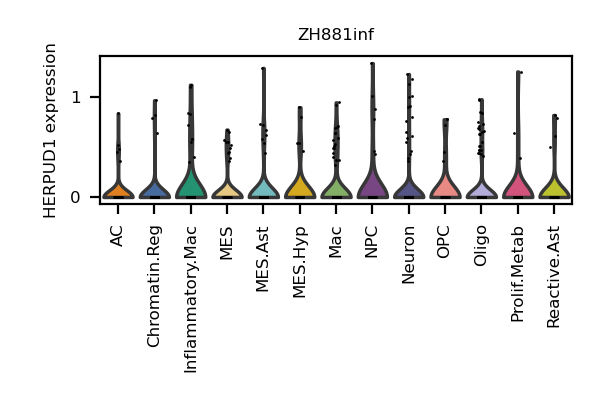 ZH881inf
HERPUD1 expression
1
0
AC
Chromatin.Reg
Inflammatory.Mac
MES
MES.Ast
MES.Hyp
Mac
NPC
Neuron
OPC
Oligo
Prolif.Metab
Reactive.Ast